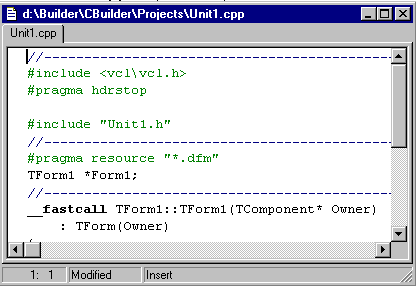 d:\Builder\CBuilder\Projects\Unit1.cpp
Unit1.cpp
//---------------------------------------------------
#include <vcl\vcl.h>
#pragma hdrstop
#include "Unit1.h"
//---------------------------------------------------
#pragma resource "*.dfm"
TForm1 *Form1;
//---------------------------------------------------
__fastcall TForm1::TForm1(TComponent* Owner)
: TForm(Owner)
1: 1 Modified Insert